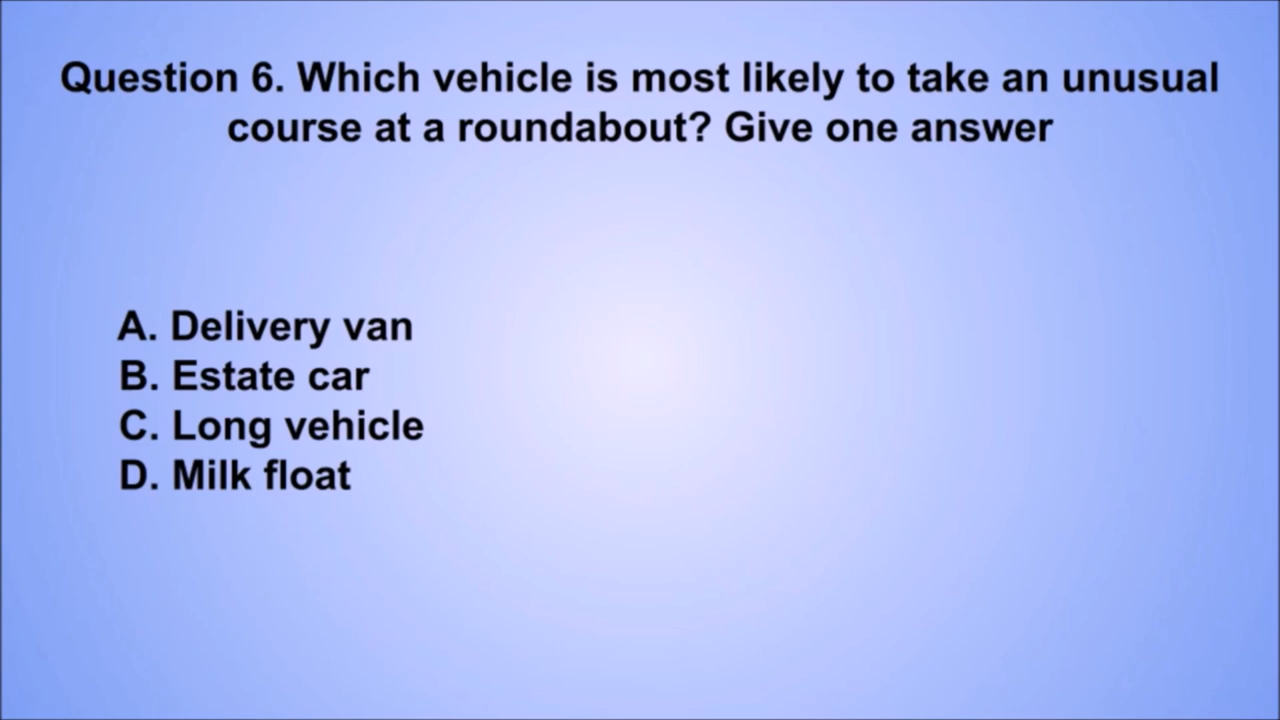 Question 6. Which vehicle is most likely to take an unusual
course at a roundabout? Give one answer
A. Delivery van
B. Estate car
C. Long vehicle
D. Milk float